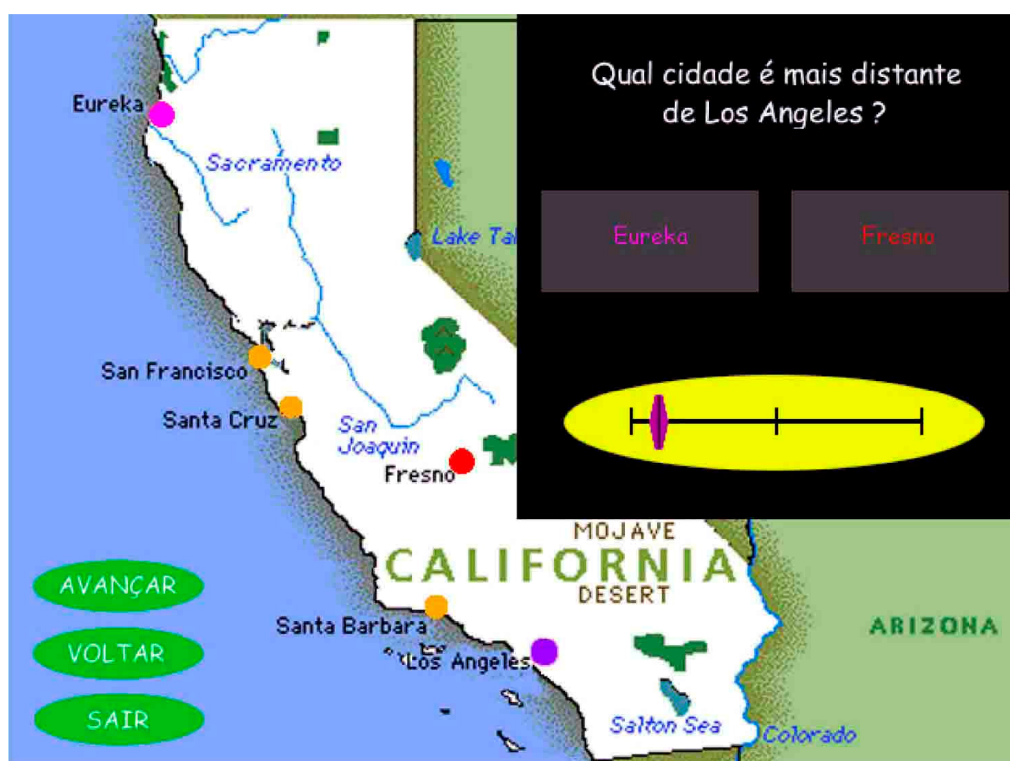 Qual cidade é mais distante
de Los Angeles ?
Eureka
Fresno
Eureka
Sacramento
San Francisco
Santa Cruz
San
Joaquin
Fresno
MOJAVE
CALIFORNIA
DESERT
Santa Barbara
Los Angeles
Salton Sea
Colorado
ARIZONA
Lake
AVANÇAR
VOLTAR
SAIR